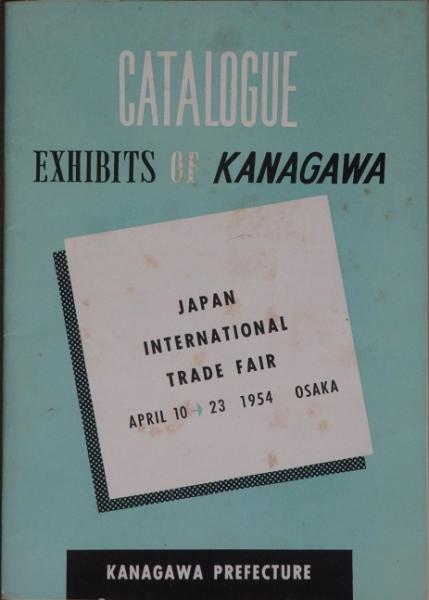 CATALOGUE
EXHIBITS OF KANAGAWA
JAPAN
INTERNATIONAL
TRADE FAIR
APRIL 10 → 23 1954 OSAKA
KANAGAWA PREFECTURE